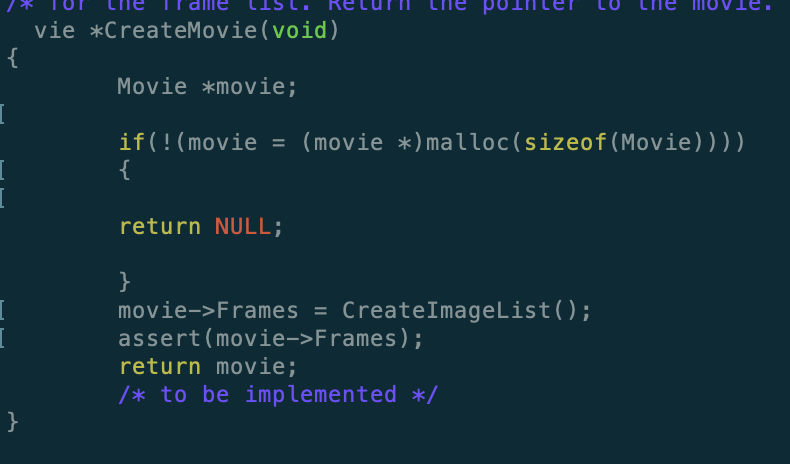 /* for the frame list. Return the pointer to the movie.
vie *CreateMovie(void)
{
Movie *movie;
if(!(movie = (movie *)malloc(sizeof(Movie))))
{
return NULL;
}
movie->Frames = CreateImageList();
assert(movie->Frames);
return movie;
/* to be implemented */
}